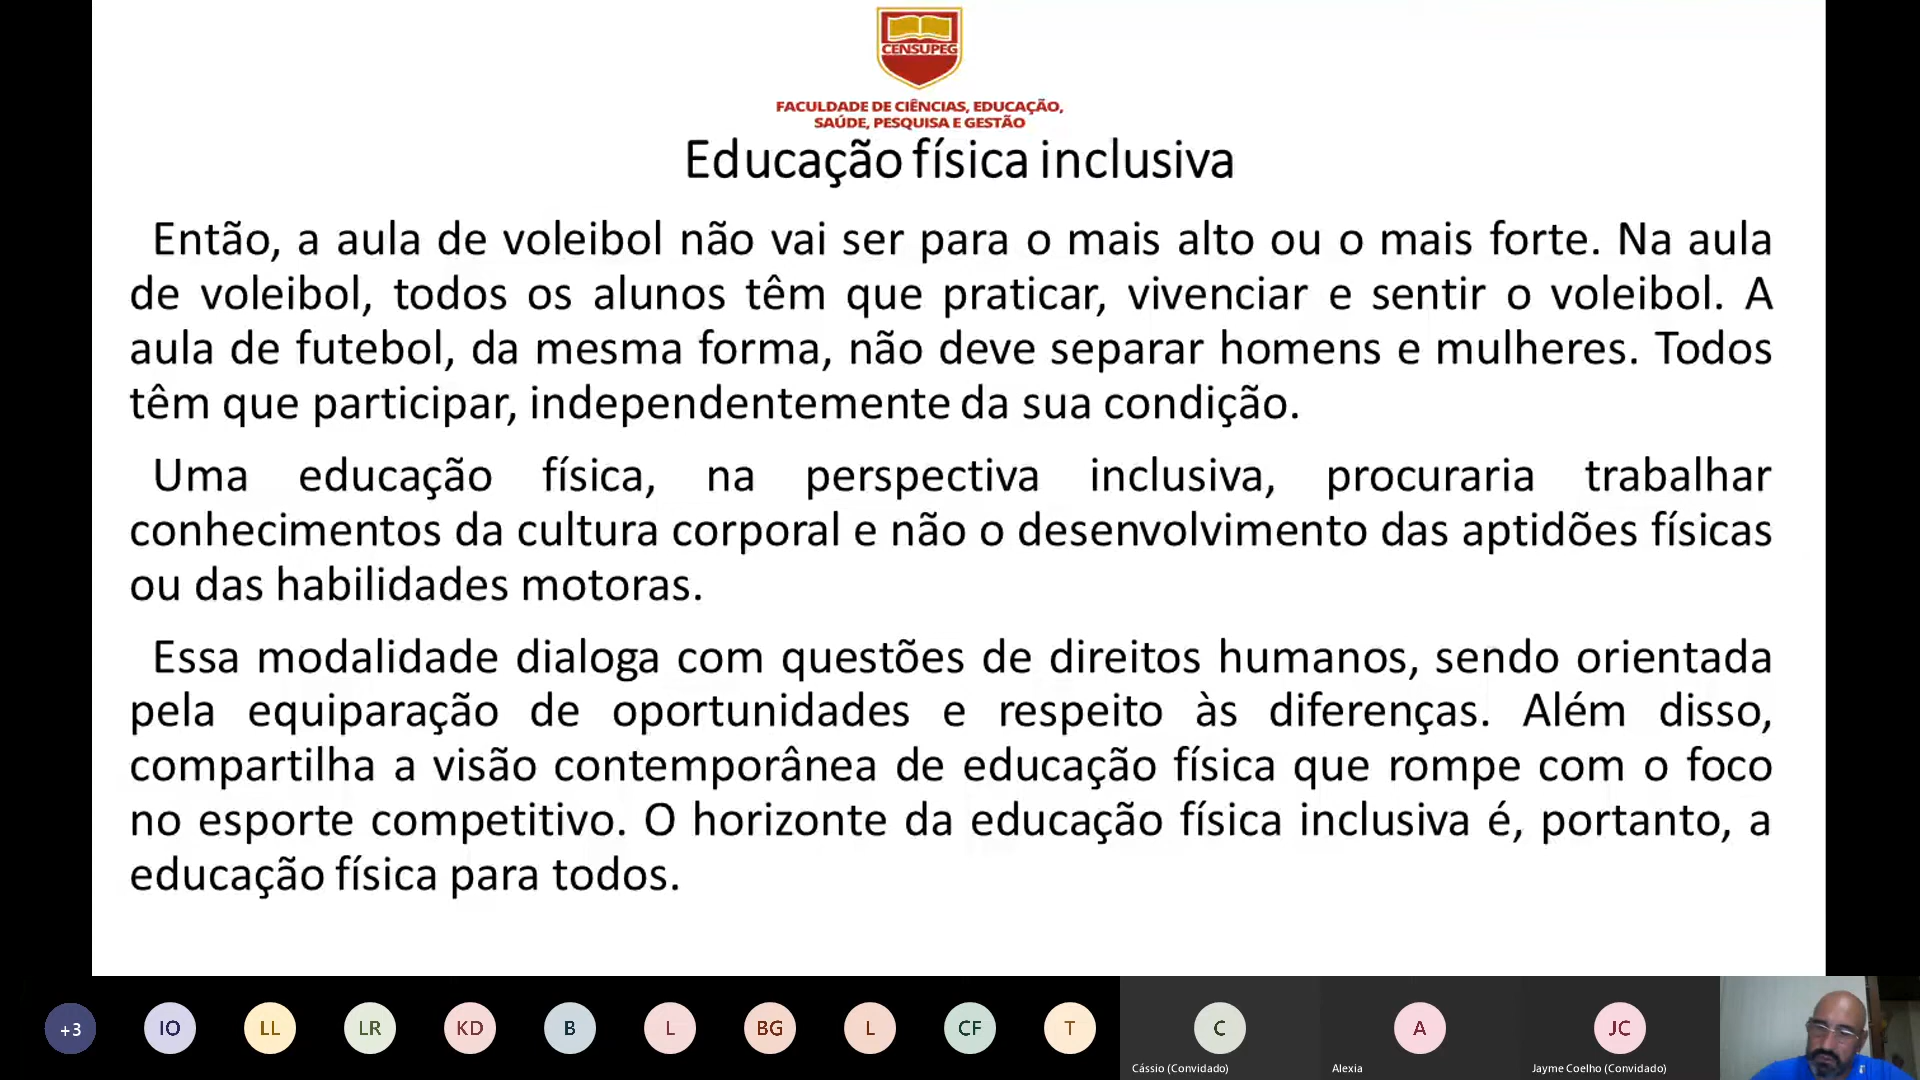 CENSUPEG
FACULDADE DE CIÊNCIAS, EDUCAÇÃO,
SAÚDE, PESQUISA E GESTÃO
Educação física inclusiva
Então, a aula de voleibol não vai ser para o mais alto ou o mais forte. Na aula
de voleibol, todos os alunos têm que praticar, vivenciar e sentir o voleibol. A
aula de futebol, da mesma forma, não deve separar homens e mulheres. Todos
têm que participar, independentemente da sua condição.
Uma educação física, na perspectiva inclusiva, procuraria trabalhar
conhecimentos da cultura corporal e não o desenvolvimento das aptidões físicas
ou das habilidades motoras.
Essa modalidade dialoga com questões de direitos humanos, sendo orientada
pela equiparação de oportunidades e respeito às diferenças. Além disso,
compartilha a visão contemporânea de educação física que rompe com o foco
no esporte competitivo. O horizonte da educação física inclusiva é, portanto, a
educação física para todos.
+3 IO LL LR KD B L BG L CF T C A JC
Cássio (Convidado) Alexia Jayme Coelho (Convidado)